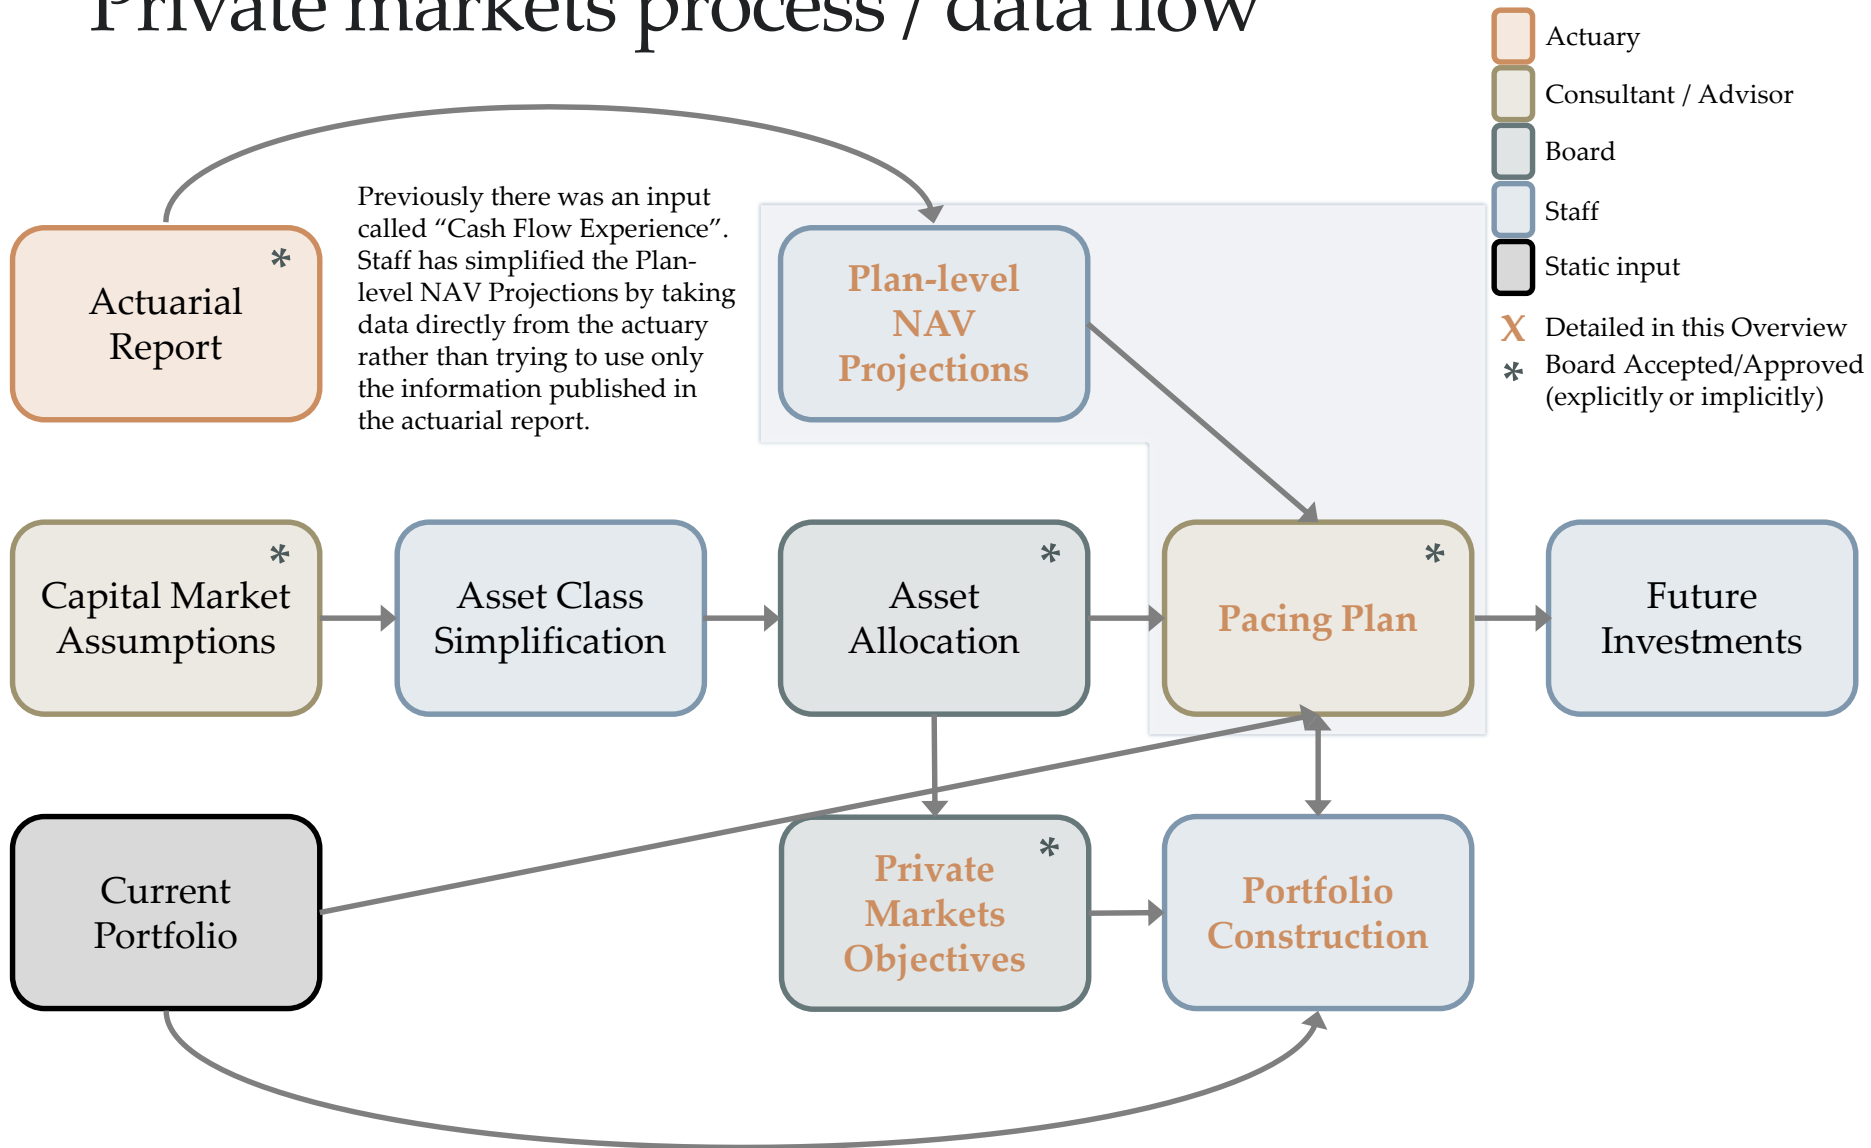 Private markets process / data flow
Actuary
Consultant / Advisor
Board
Staff
Static input
X Detailed in this Overview
* Board Accepted/Approved
(explicitly or implicitly)
*
Actuarial
Report
Previously there was an input
called “Cash Flow Experience”.
Staff has simplified the Plan-
level NAV Projections by taking
data directly from the actuary
rather than trying to use only
the information published in
the actuarial report.
Plan-level
NAV
Projections
*
Capital Market
Assumptions
Asset Class
Simplification
*
Asset
Allocation
*
Pacing Plan
Future
Investments
Current
Portfolio
*
Private
Markets
Objectives
Portfolio
Construction